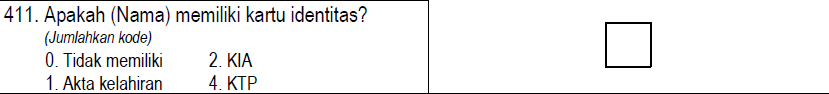 411. Apakah (Nama) memiliki kartu identitas?
(Jumlahkan kode)
0. Tidak memiliki 2. KIA
1. Akta kelahiran 4. KTP